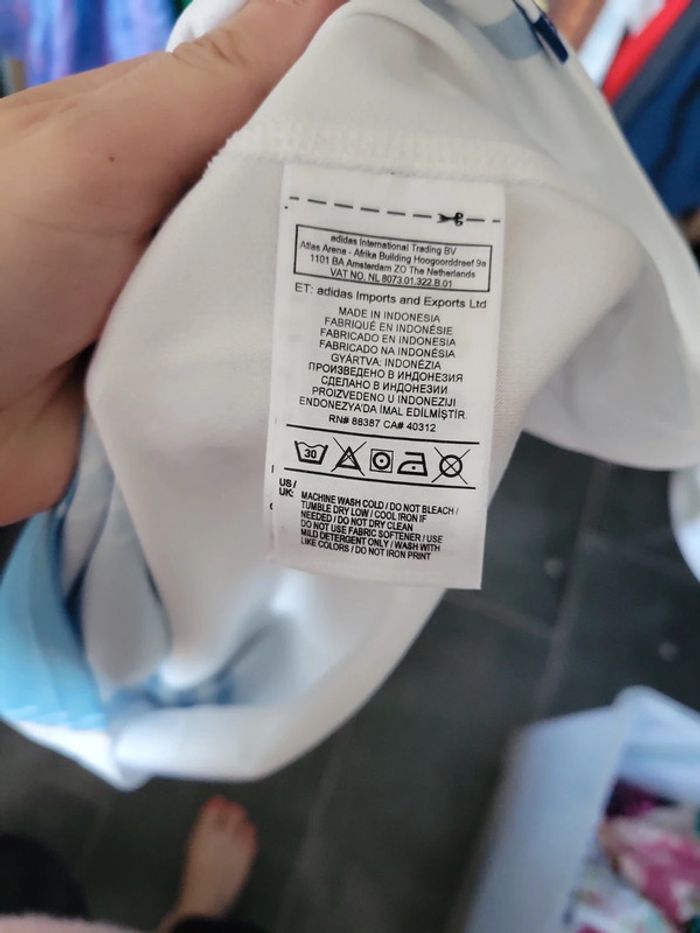 adidas International Trading BV
Atlas Arena - Afrika Building Hoogoorddreef 9a
1101 BA Amsterdam ZO The Netherlands
VAT NO. NL 8073.01.322.B.01
ET: adidas Imports and Exports Ltd
MADE IN INDONESIA
FABRIQUÉ EN INDONÉSIE
FABRICADO EN INDONESIA
FABRICADO NA INDONÉSIA
GYÁRTVA: INDONÉZIA
ПРОИЗВЕДЕНО В ИНДОНЕЗИЯ
СДЕЛАНО В ИНДОНЕЗИИ
PROIZVEDENO U INDONEZIJI
ENDONEZYA'DA İMAL EDİLMİŞTİR
RN# 88387 CA# 40312
30
US/
UK:
MACHINE WASH COLD / DO NOT BLEACH /
TUMBLE DRY LOW / COOL IRON IF
NEEDED / DO NOT DRY CLEAN
DO NOT USE FABRIC SOFTENER / USE
MILD DETERGENT ONLY / WASH WITH
LIKE COLORS / DO NOT IRON PRINT